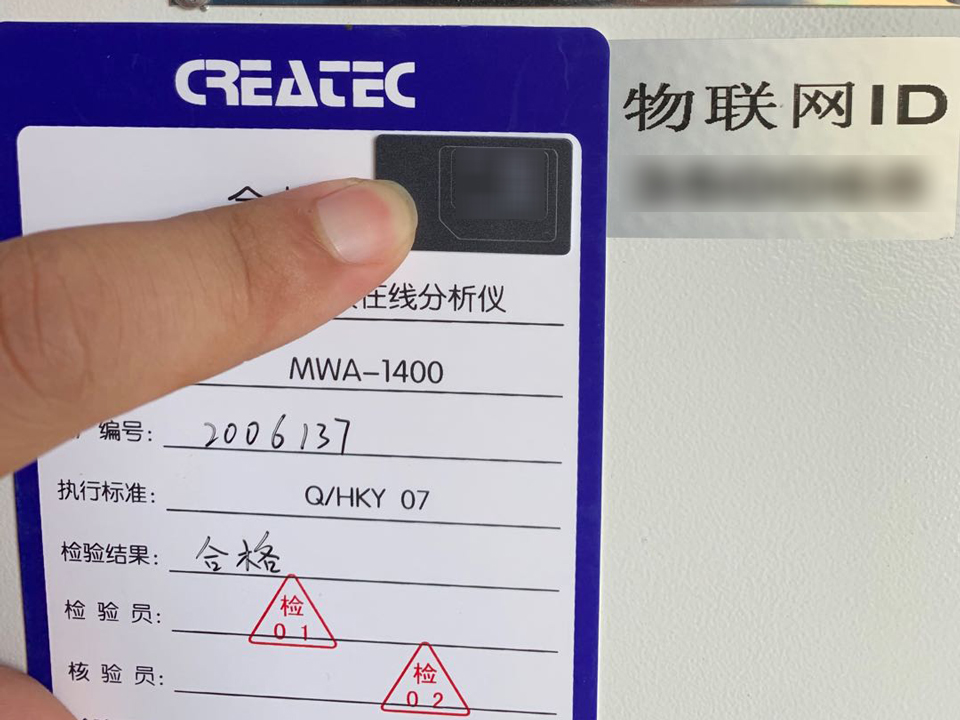 CREATEC
物联网ID
在线分析仪
MWA-1400
编号: 2006137
执行标准: Q/HKY 07
检验结果: 合格
检验员: 检 01
核验员: 检 02